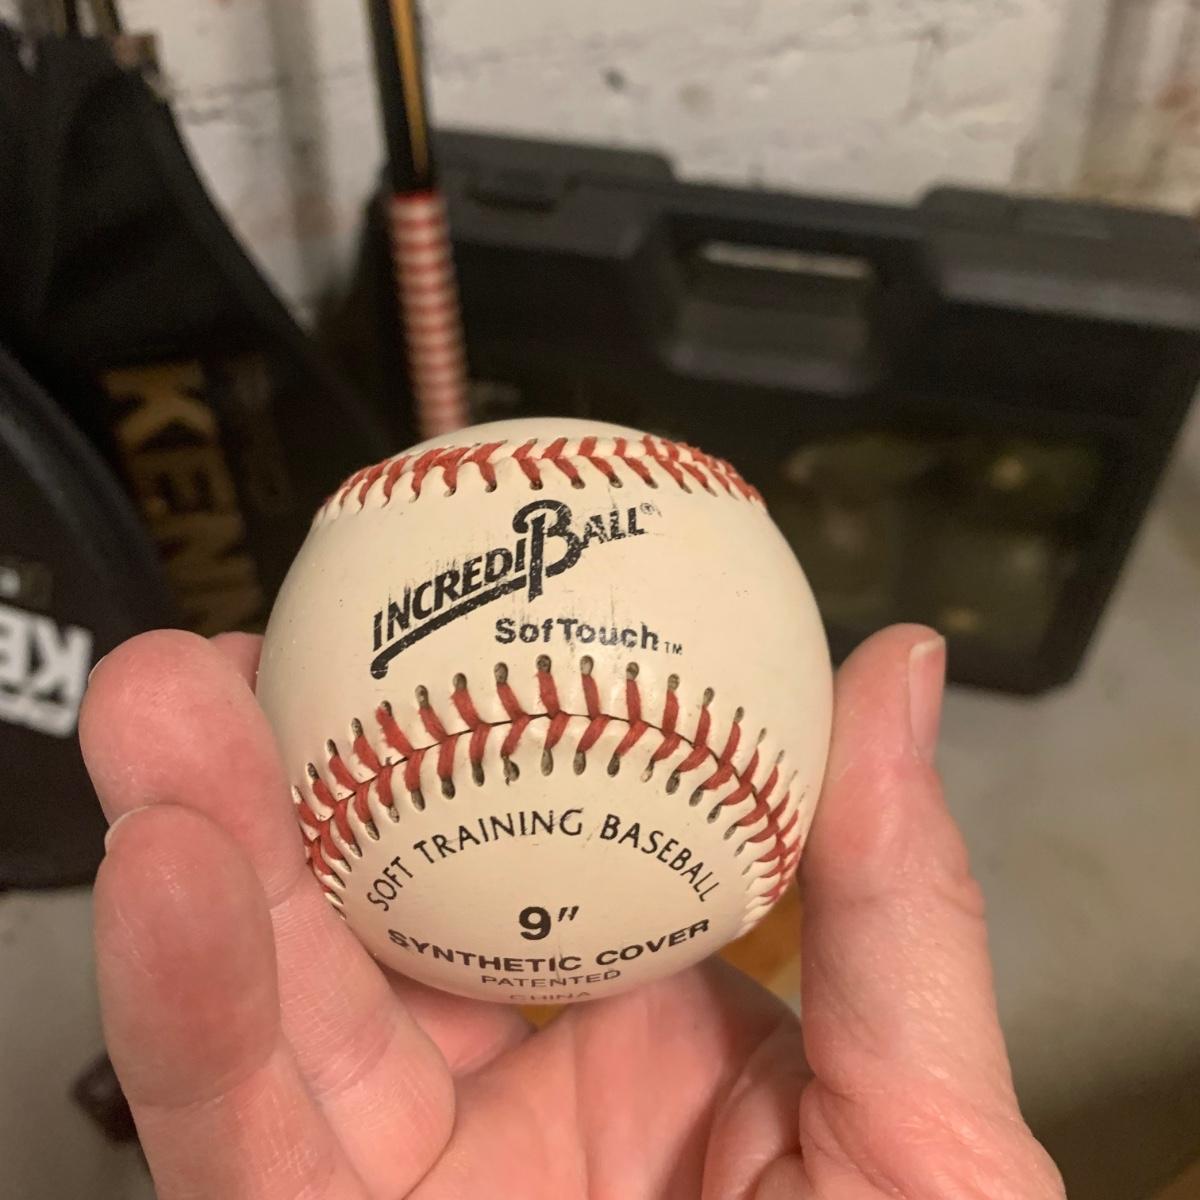 INCREDIBALL®
SofTouch™
SOFT TRAINING BASEBALL
9"
SYNTHETIC COVER
PATENTED
CHINA
KEN
KE